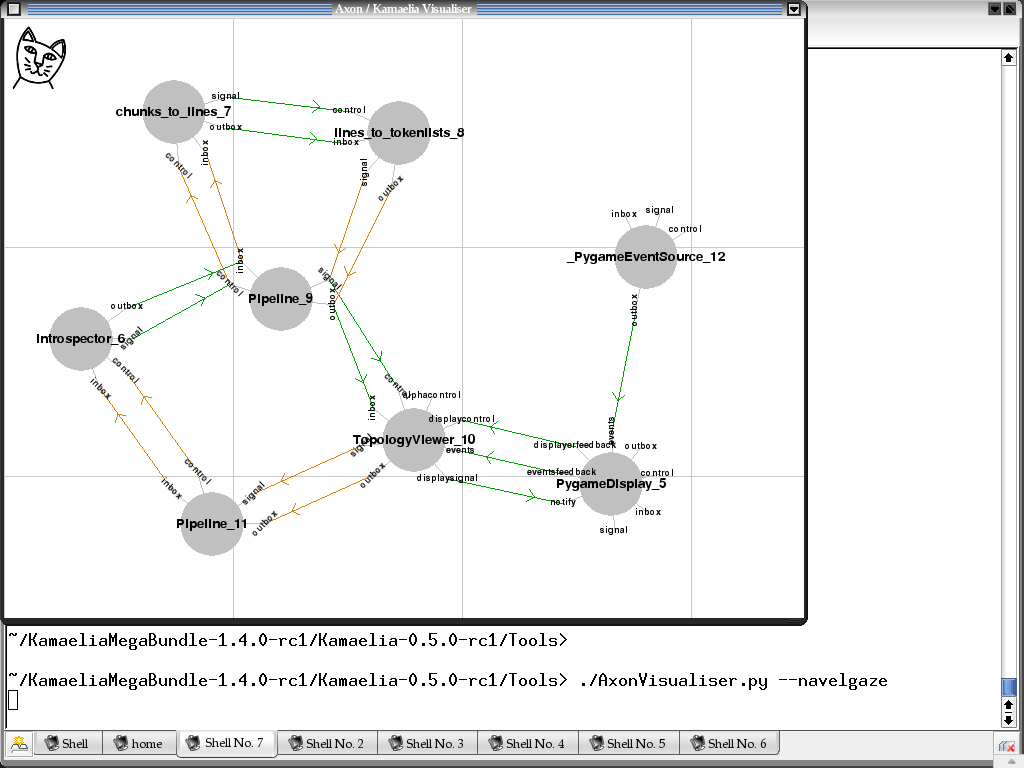 Axon / Kamaelia Visualiser
signal
chunks_to_lines_7
control
outbox
lines_to_tokenlists_8
inbox
inbox
control
signal
outbox
inbox
signal
control
_PygameEventSource_12
inbox
control
signal
Pipeline_9
outbox
outbox
outbox
signal
Introspector_6
control
inbox
control
alphacontrol
inbox
displaycontrol
events
TopologyViewer_10
signal
events
displayerfeedback
outbox
control
outbox
displaysignal
eventsfeedback
control
PygameDisplay_5
inbox
signal
notify
inbox
Pipeline_11
outbox
signal
~/KamaeliaMegaBundle-1.4.0-rc1/Kamaelia-0.5.0-rc1/Tools>
~/KamaeliaMegaBundle-1.4.0-rc1/Kamaelia-0.5.0-rc1/Tools> ./AxonVisualiser.py --navelgaze
Shell
home
Shell No. 7
Shell No. 2
Shell No. 3
Shell No. 4
Shell No. 5
Shell No. 6